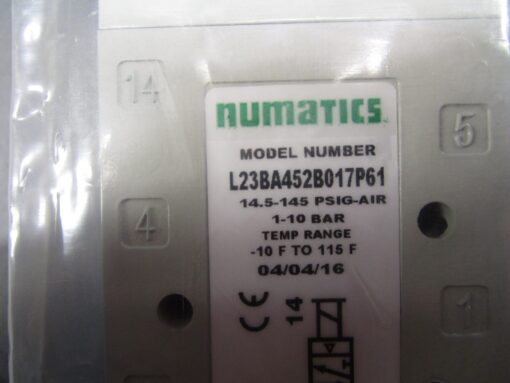 14
numatics
5
MODEL NUMBER
L23BA452B017P61
14.5-145 PSIG-AIR
1-10 BAR
TEMP RANGE
-10 F TO 115 F
04/04/16
4
1
CE 14